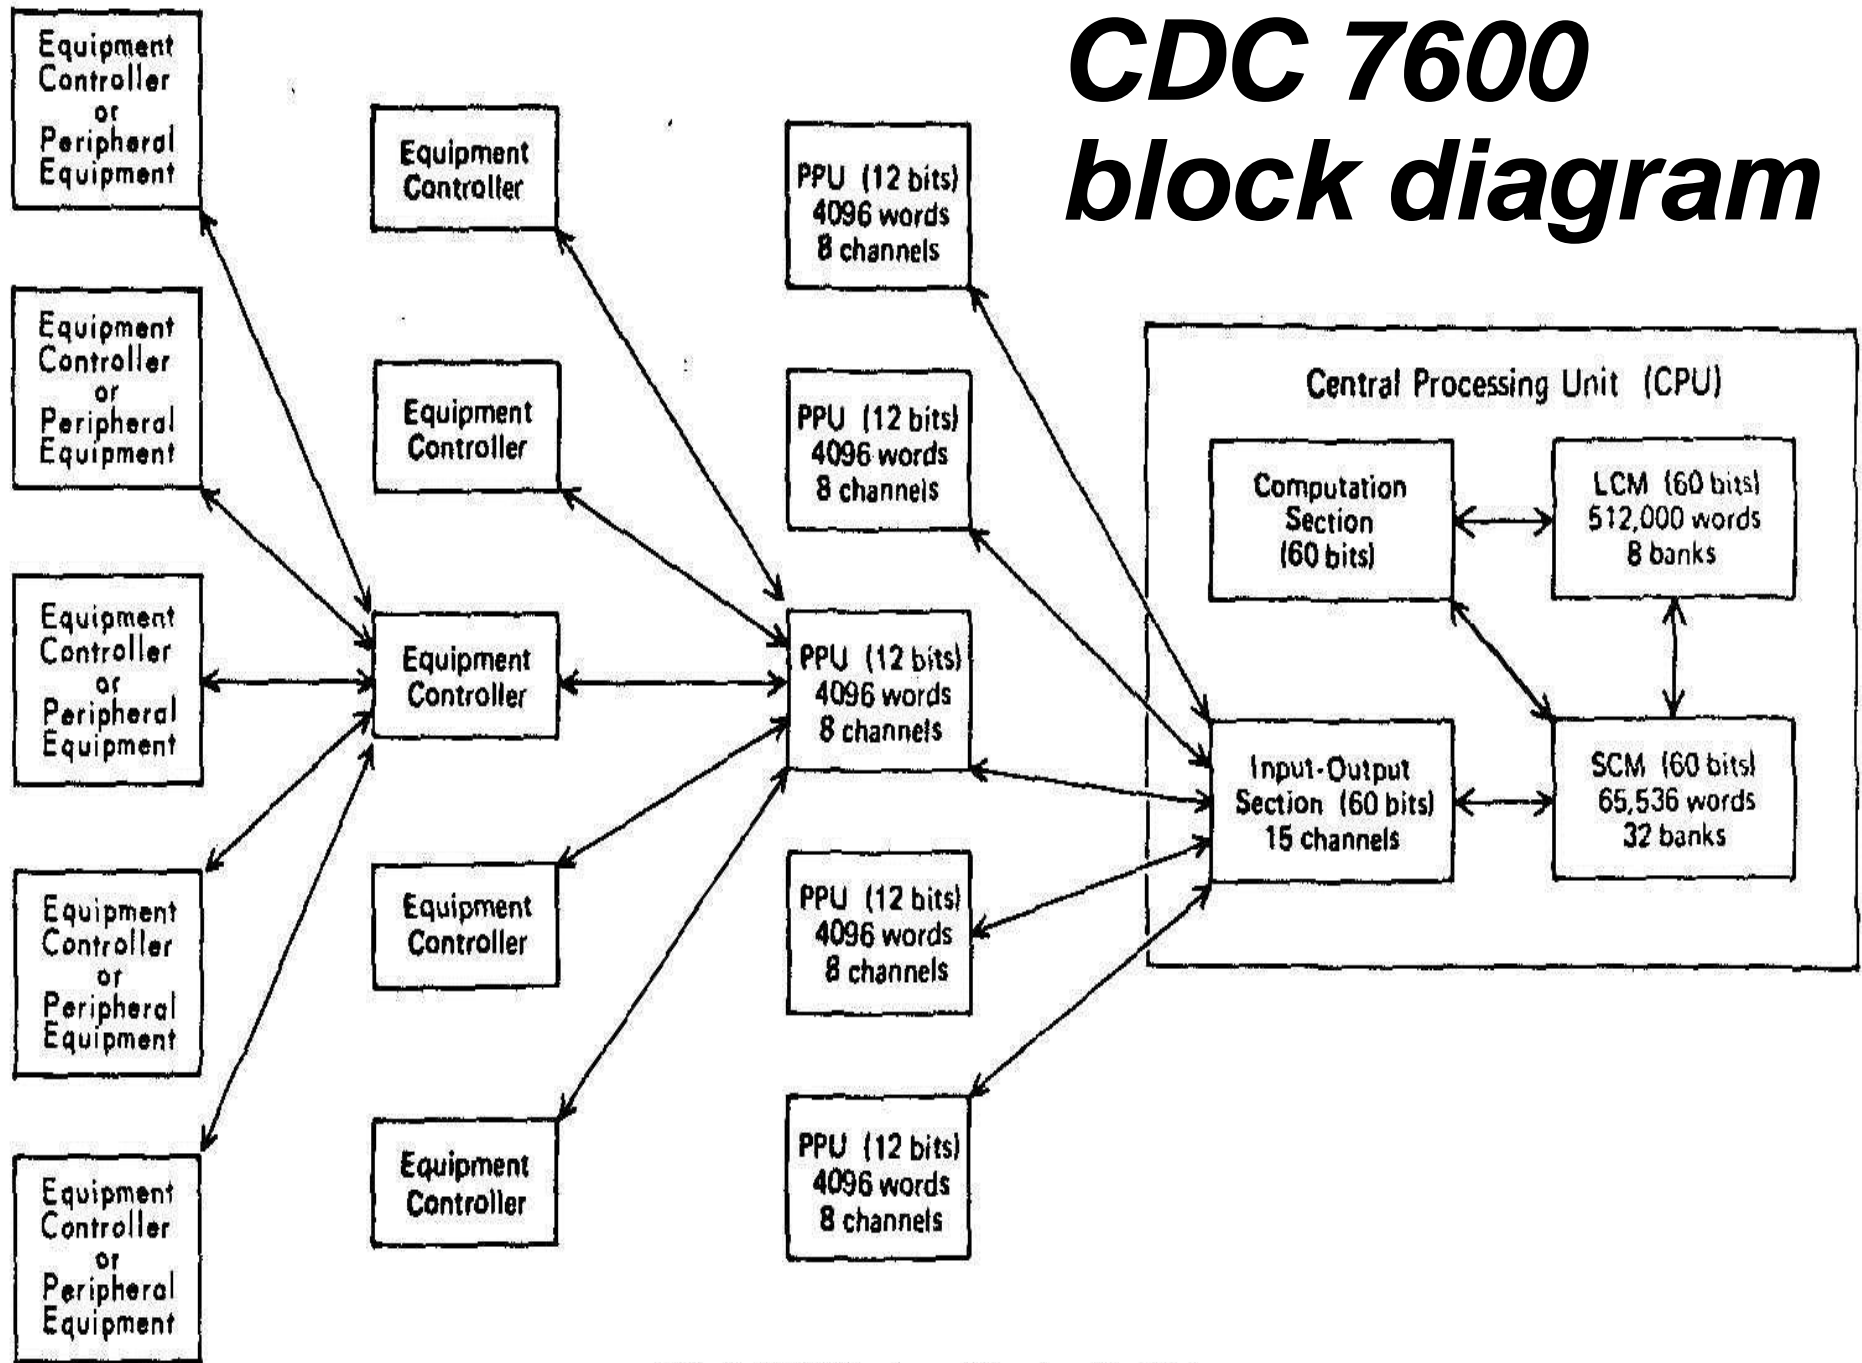 CDC 7600
block diagram
Equipment
Controller
or
Peripheral
Equipment
Equipment
Controller
or
Peripheral
Equipment
Equipment
Controller
or
Peripheral
Equipment
Equipment
Controller
or
Peripheral
Equipment
Equipment
Controller
or
Peripheral
Equipment
Equipment
Controller
Equipment
Controller
Equipment
Controller
Equipment
Controller
Equipment
Controller
PPU (12 bits)
4096 words
8 channels
PPU (12 bits)
4096 words
8 channels
PPU (12 bits)
4096 words
8 channels
PPU (12 bits)
4096 words
8 channels
PPU (12 bits)
4096 words
8 channels
Central Processing Unit (CPU)
Computation
Section
(60 bits)
LCM (60 bits)
512,000 words
8 banks
Input-Output
Section (60 bits)
15 channels
SCM (60 bits)
65,536 words
32 banks